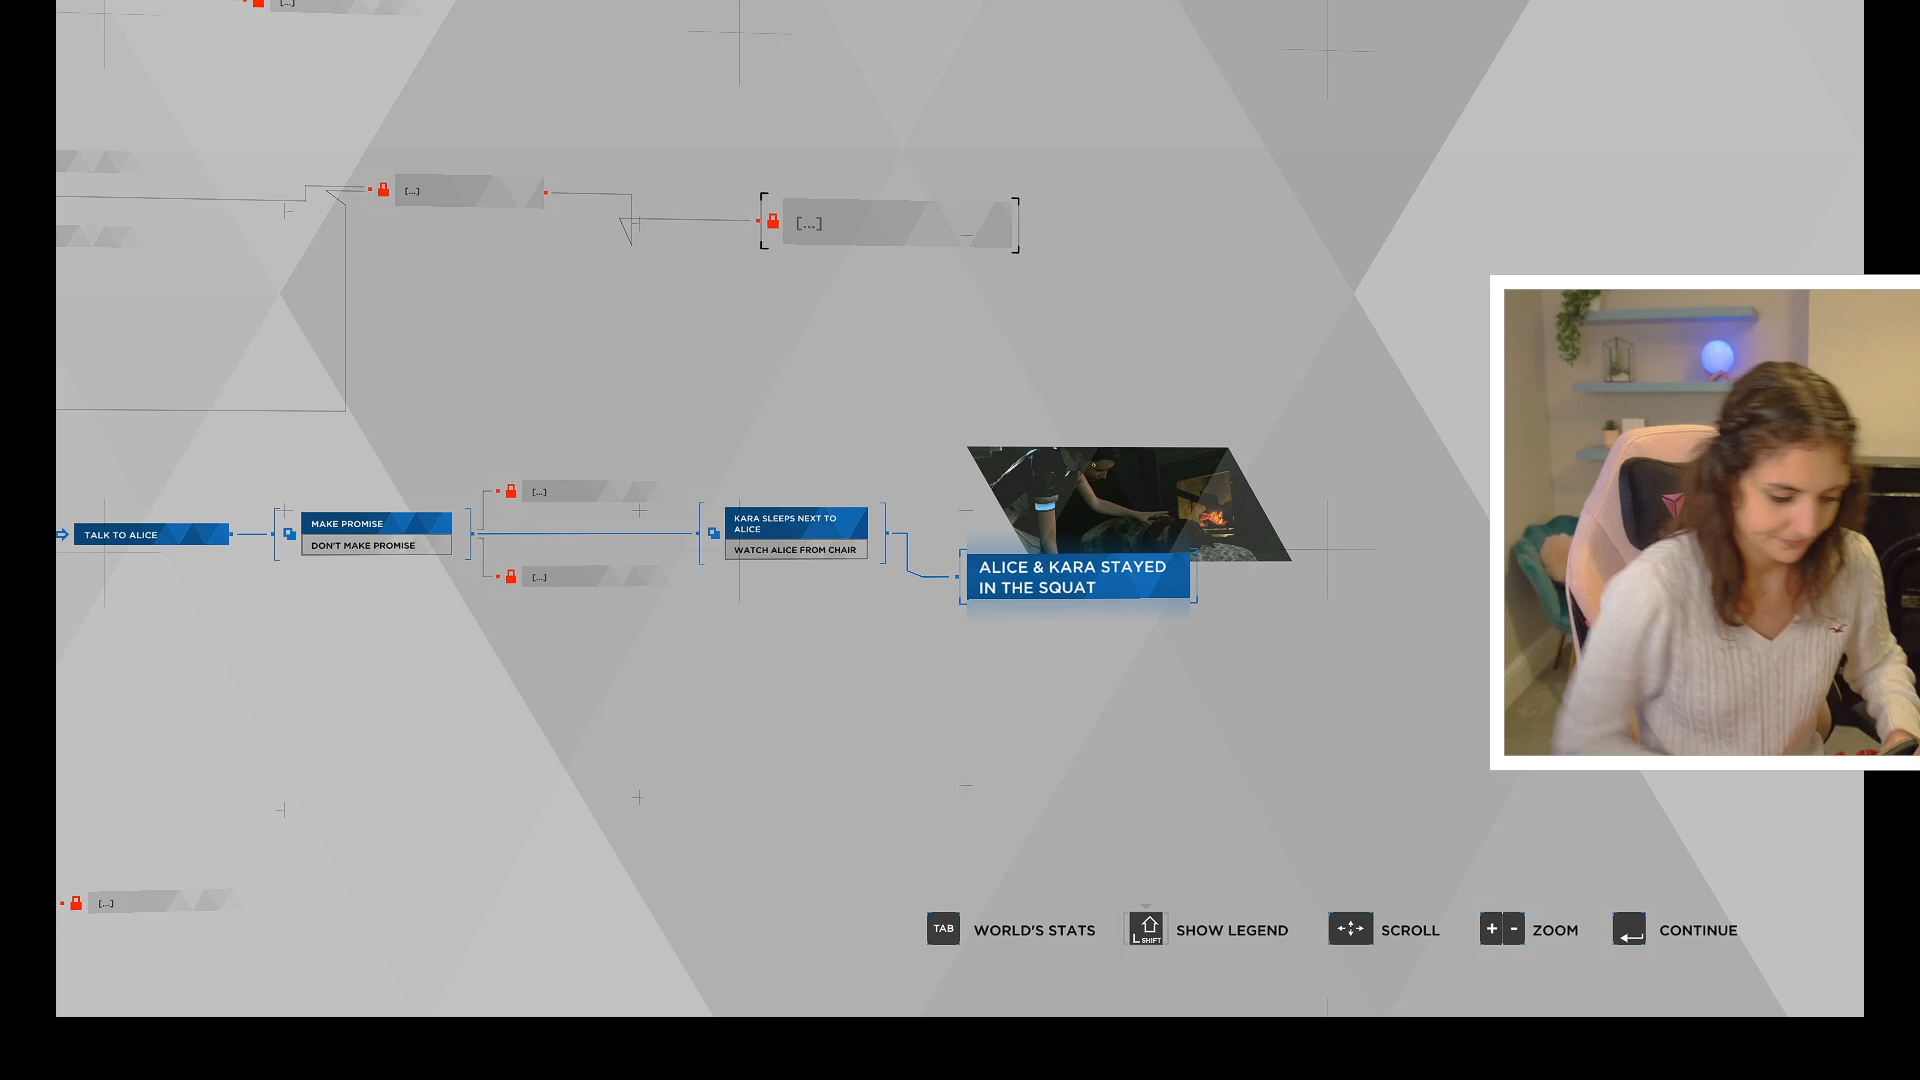 [...]
[...]
[...]
TALK TO ALICE
MAKE PROMISE
DON'T MAKE PROMISE
[...]
[...]
KARA SLEEPS NEXT TO
ALICE
WATCH ALICE FROM CHAIR
ALICE & KARA STAYED
IN THE SQUAT
[...]
TAB WORLD'S STATS
L SHIFT SHOW LEGEND
SCROLL
+ - ZOOM
CONTINUE